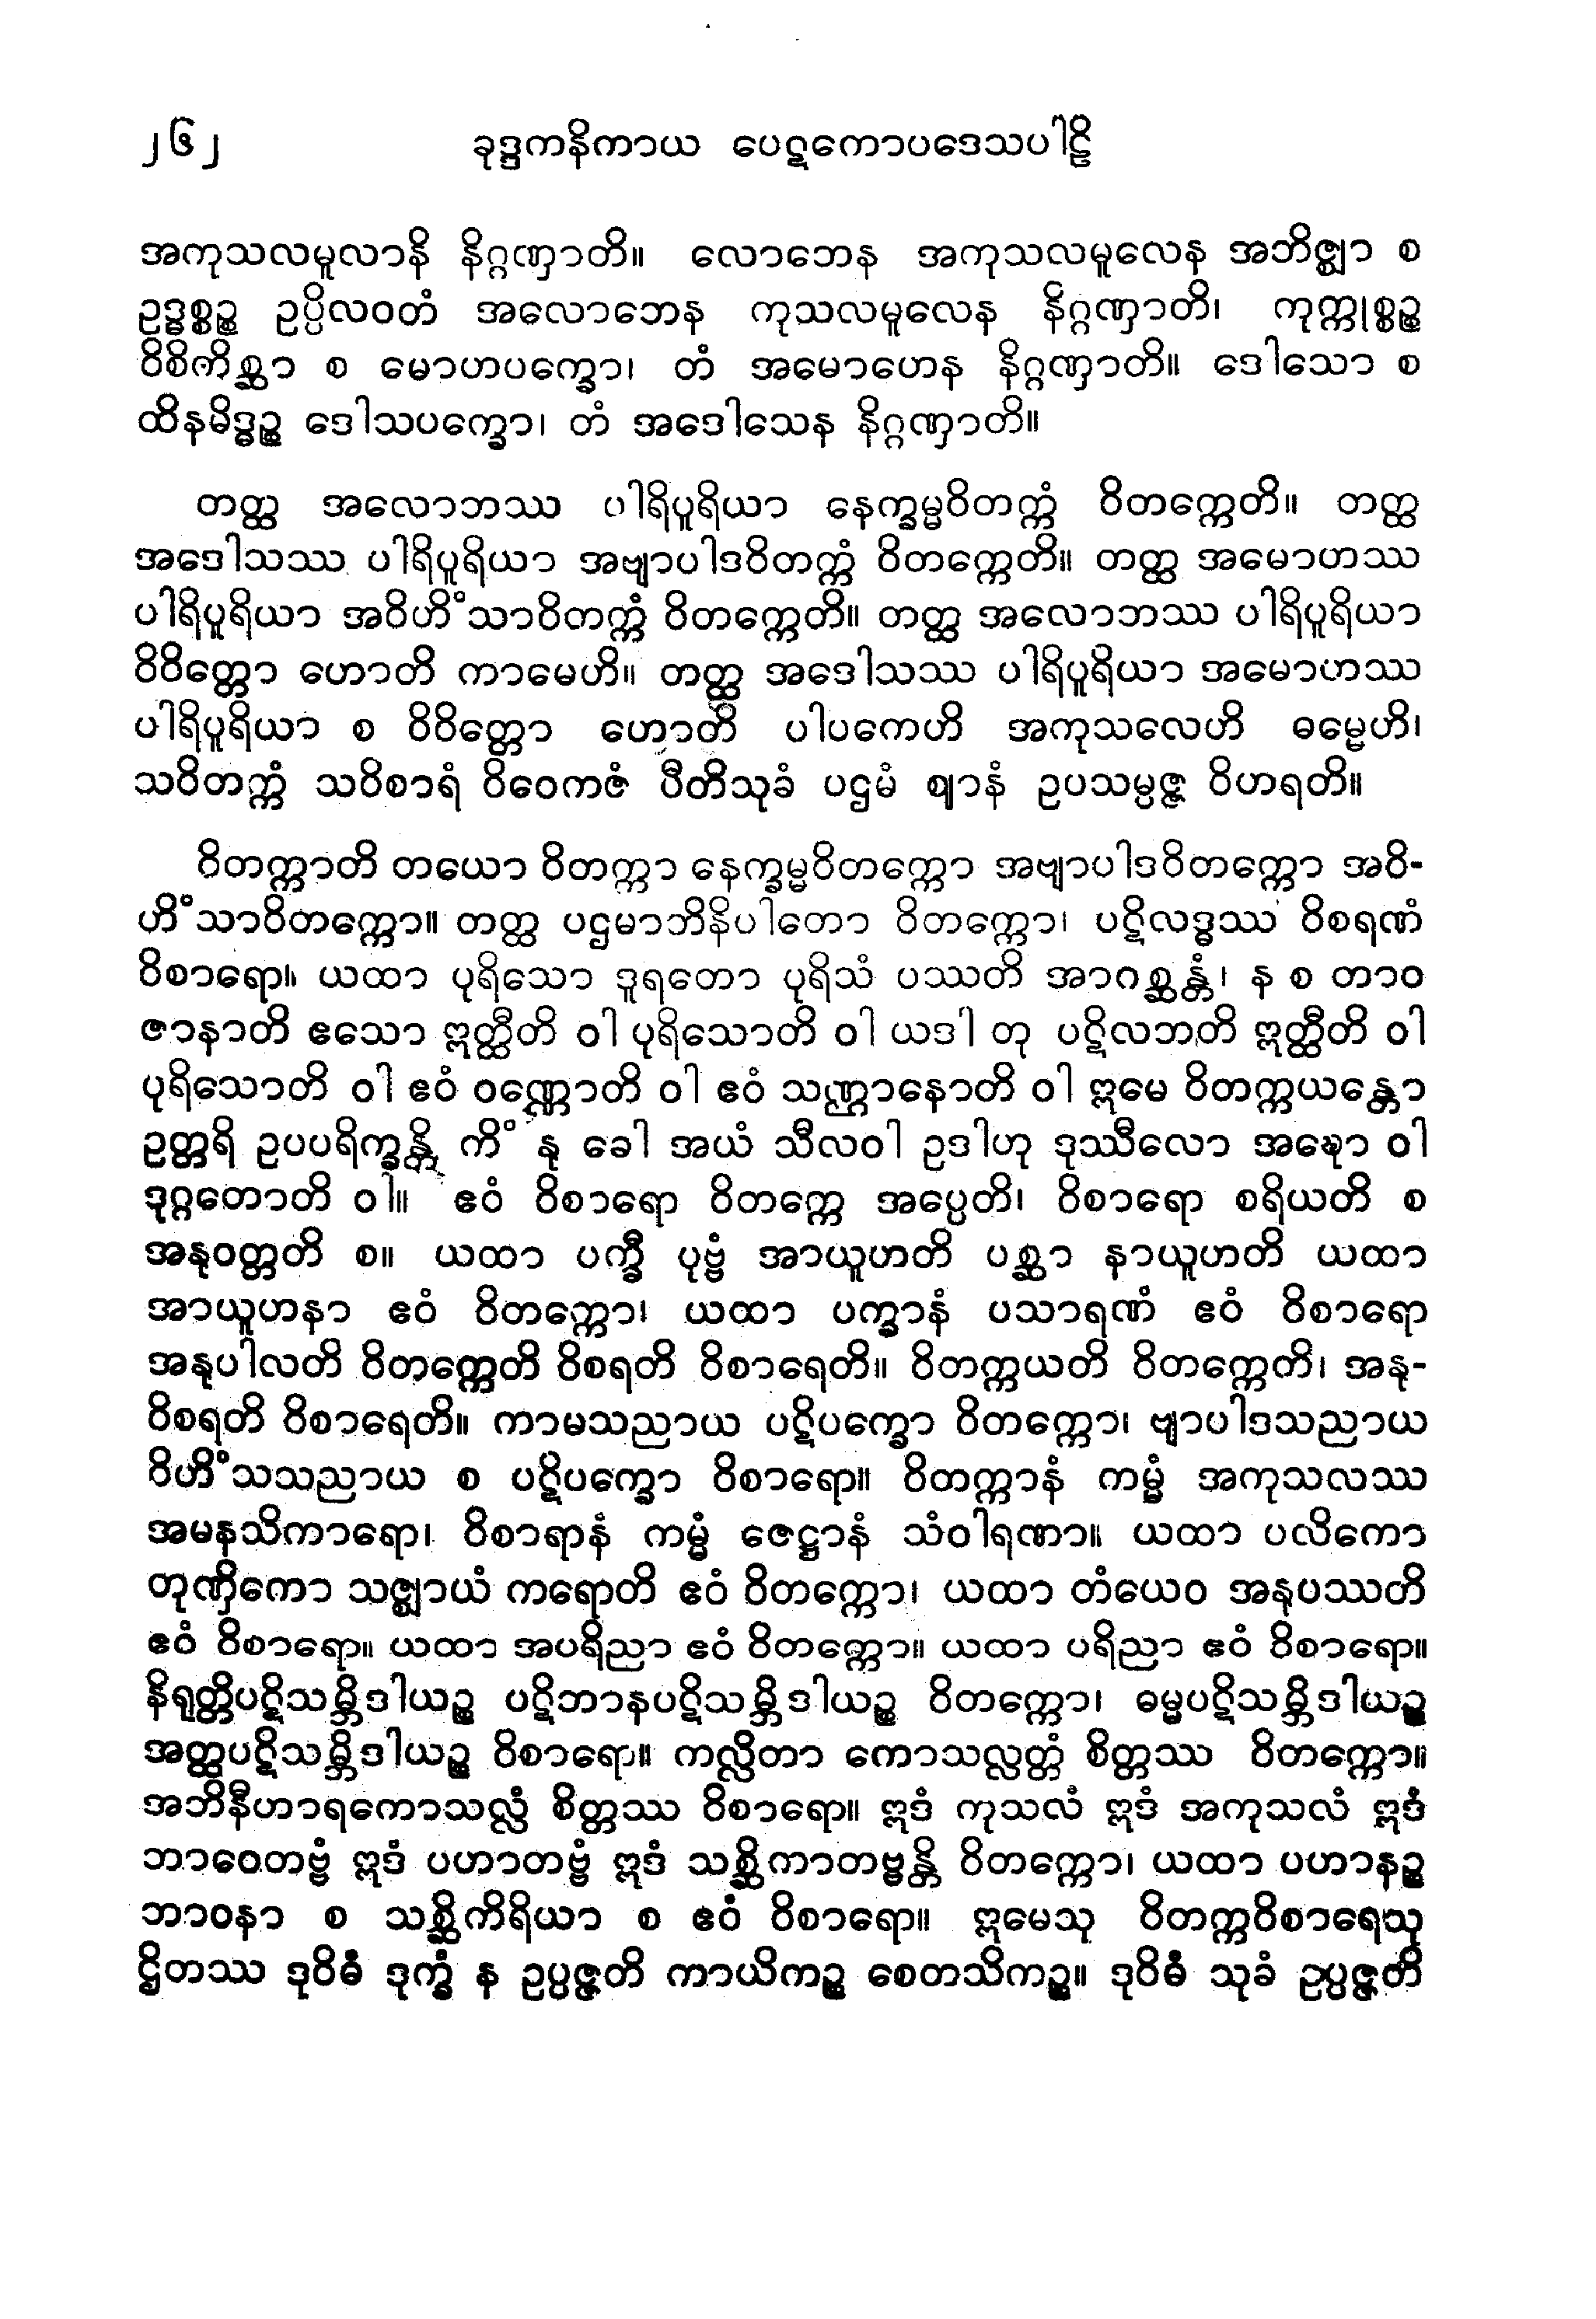 ၂၆၂ ခုဒ္ဒကနိကာယ ပေဋကောပဒေသပါဠိ
အကုသလမူလာနိ နိဂ္ဂဏှာတိ။ လောဘေန အကုသလမူလေန အဘိဇ္ဈာ စ
ဥဒ္ဓစ္စဉ္စ ဥပ္ပိလဝတံ အလောဘေန ကုသလမူလေန နိဂ္ဂဏှာတိ၊ ကုက္ကုစ္စဉ္စ
ဝိစိကိစ္ဆာ စ မောဟပက္ခော၊ တံ အမောဟေန နိဂ္ဂဏှာတိ။ ဒေါသော စ
ထိနမိဒ္ဓဉ္စ ဒေါသပက္ခော၊ တံ အဒေါသေန နိဂ္ဂဏှာတိ။
တတ္ထ အလောဘဿ ပါရိပူရိယာ နေက္ခမ္မဝိတက္ကံ ဝိတက္ကေတိ။ တတ္ထ
အဒေါသဿ ပါရိပူရိယာ အဗျာပါဒဝိတက္ကံ ဝိတက္ကေတိ။ တတ္ထ အမောဟဿ
ပါရိပူရိယာ အဝိဟိံသာဝိတက္ကံ ဝိတက္ကေတိ။ တတ္ထ အလောဘဿ ပါရိပူရိယာ
ဝိဝိတ္တော ဟောတိ ကာမေဟိ။ တတ္ထ အဒေါသဿ ပါရိပူရိယာ အမောဟဿ
ပါရိပူရိယာ စ ဝိဝိတ္တော ဟောတိ ပါပကေဟိ အကုသလေဟိ ဓမ္မေဟိ၊
သဝိတက္ကံ သဝိစာရံ ဝိဝေကဇံ ပီတိသုခံ ပဌမံ ဈာနံ ဥပသမ္ပဇ္ဇ ဝိဟရတိ။
ဝိတက္ကာတိ တယော ဝိတက္ကာ နေက္ခမ္မဝိတက္ကော အဗျာပါဒဝိတက္ကော အဝိ-
ဟိံသာဝိတက္ကော။ တတ္ထ ပဌမာဘိနိပါတော ဝိတက္ကော၊ ပဋိလဒ္ဓဿ ဝိစရဏံ
ဝိစာရော။ ယထာ ပုရိသော ဒူရတော ပုရိသံ ပဿတိ အာဂစ္ဆန္တံ၊ န စ တာဝ
ဇာနာတိ ဧသော ဣတ္ထီတိ ဝါ ပုရိသောတိ ဝါ ယဒါ တု ပဋိလဘတိ ဣတ္ထီတိ ဝါ
ပုရိသောတိ ဝါ ဧဝံ ဝဏ္ဏောတိ ဝါ ဧဝံ သဏ္ဌာနောတိ ဝါ ဣမေ ဝိတက္ကယန္တော
ဥတ္တရိ ဥပပရိက္ခန္တိ ကိံ နု ခေါ အယံ သီလဝါ ဥဒါဟု ဒုဿီလော အဍ္ဎော ဝါ
ဒုဂ္ဂတောတိ ဝါ။ ဧဝံ ဝိစာရော ဝိတက္ကေ အပ္ပေတိ၊ ဝိစာရော စရိယတိ စ
အနုဝတ္တတိ စ။ ယထာ ပက္ခီ ပုဗ္ဗံ အာယူဟတိ ပစ္ဆာ နာယူဟတိ ယထာ
အာယူဟနာ ဧဝံ ဝိတက္ကော၊ ယထာ ပက္ခာနံ ပသာရဏံ ဧဝံ ဝိစာရော
အနုပါလတိ ဝိတက္ကေတိ ဝိစရတိ ဝိစာရေတိ။ ဝိတက္ကယတိ ဝိတက္ကေတိ၊ အနု-
ဝိစရတိ ဝိစာရေတိ။ ကာမသညာယ ပဋိပက္ခော ဝိတက္ကော၊ ဗျာပါဒသညာယ
ဝိဟိံသသညာယ စ ပဋိပက္ခော ဝိစာရော။ ဝိတက္ကာနံ ကမ္မံ အကုသလဿ
အမနသိကာရော၊ ဝိစာရာနံ ကမ္မံ ဇေဋ္ဌာနံ သံဝါရဏာ။ ယထာ ပလိကော
တုဏှိကော သဇ္ဈာယံ ကရောတိ ဧဝံ ဝိတက္ကော၊ ယထာ တံယေဝ အနုပဿတိ
ဧဝံ ဝိစာရော။ ယထာ အပရိညာ ဧဝံ ဝိတက္ကော။ ယထာ ပရိညာ ဧဝံ ဝိစာရော။
နိရုတ္တိပဋိသမ္ဘိဒါယဉ္စ ပဋိဘာနပဋိသမ္ဘိဒါယဉ္စ ဝိတက္ကော၊ ဓမ္မပဋိသမ္ဘိဒါယဉ္စ
အတ္ထပဋိသမ္ဘိဒါယဉ္စ ဝိစာရော။ ကလ္လိတာ ကောသလ္လတ္တံ စိတ္တဿ ဝိတက္ကော။
အဘိနီဟာရကောသလ္လံ စိတ္တဿ ဝိစာရော။ ဣဒံ ကုသလံ ဣဒံ အကုသလံ ဣဒံ
ဘာဝေတဗ္ဗံ ဣဒံ ပဟာတဗ္ဗံ ဣဒံ သစ္ဆိကာတဗ္ဗန္တိ ဝိတက္ကော၊ ယထာ ပဟာနဉ္စ
ဘာဝနာ စ သစ္ဆိကိရိယာ စ ဧဝံ ဝိစာရော။ ဣမေသု ဝိတက္ကဝိစာရေသု
ဌိတဿ ဒုဝိဓံ ဒုက္ခံ န ဥပ္ပဇ္ဇတိ ကာယိကဉ္စ စေတသိကဉ္စ။ ဒုဝိဓံ သုခံ ဥပ္ပဇ္ဇတိ